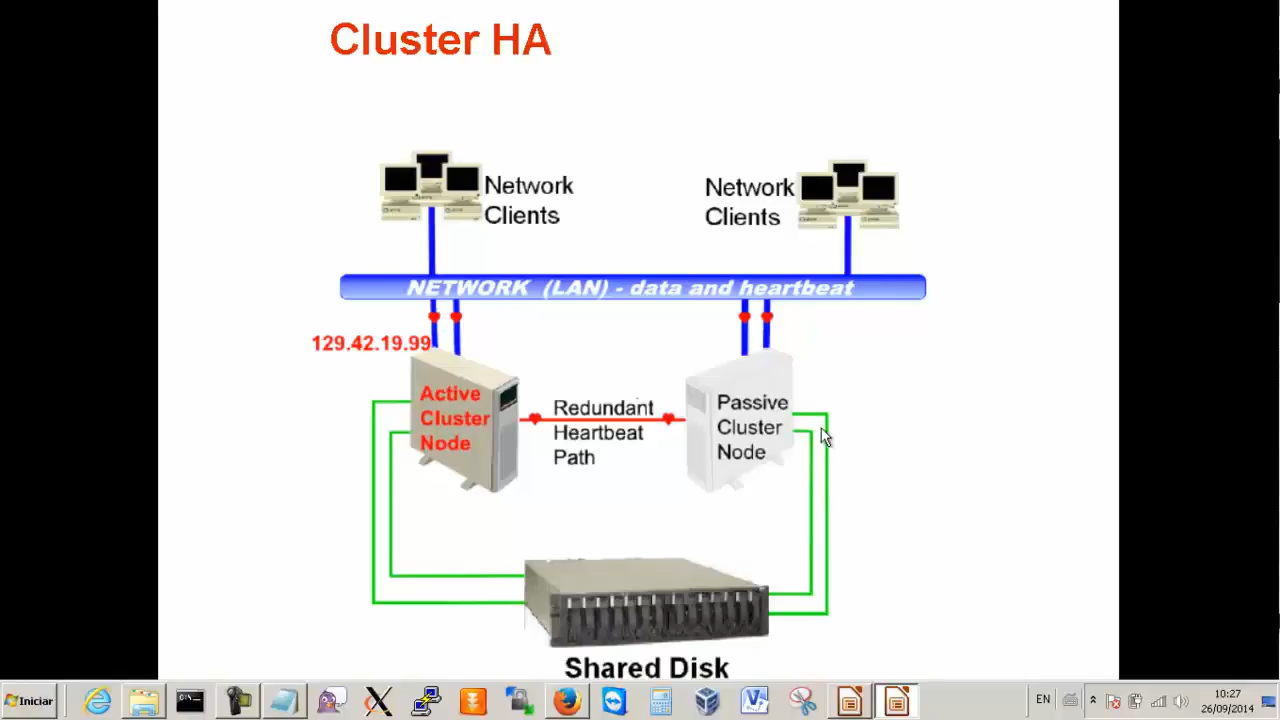 Cluster HA
Network
Clients
Network
Clients
NETWORK (LAN) - data and heartbeat
129.42.19.99
Active
Cluster
Node
Redundant
Heartbeat
Path
Passive
Cluster
Node
Shared Disk
Iniciar
EN
10:27
26/09/2014